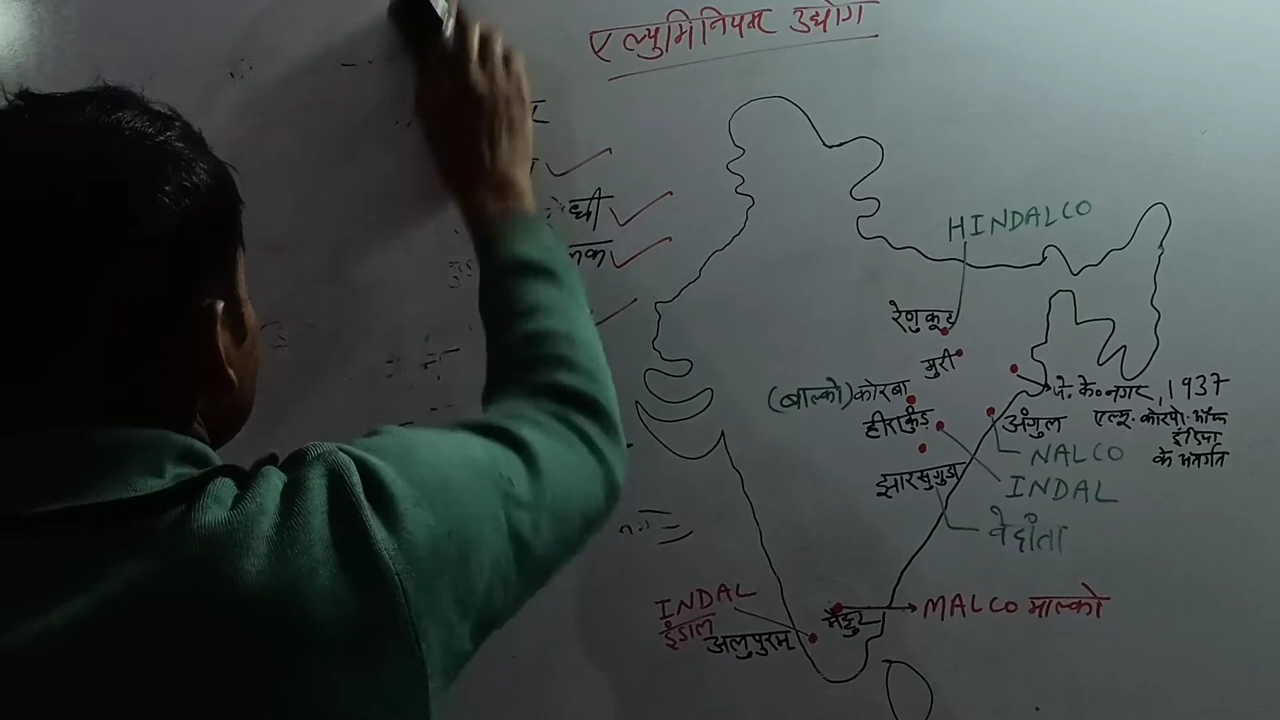 एल्युमिनियम उद्योग
HINDALCO
रेणुकूट
मुरी
(बाल्को) कोरबा
जे. के. नगर, 1937
एल्यू. कोरपो. ऑफ
इंडिया
के अंतर्गत
हीराकुंड
अंगुल
NALCO
झारसुगुडा
INDAL
वेदांता
INDAL
इंडाल
अलुपुरम्
मैटुर
MALCO माल्को